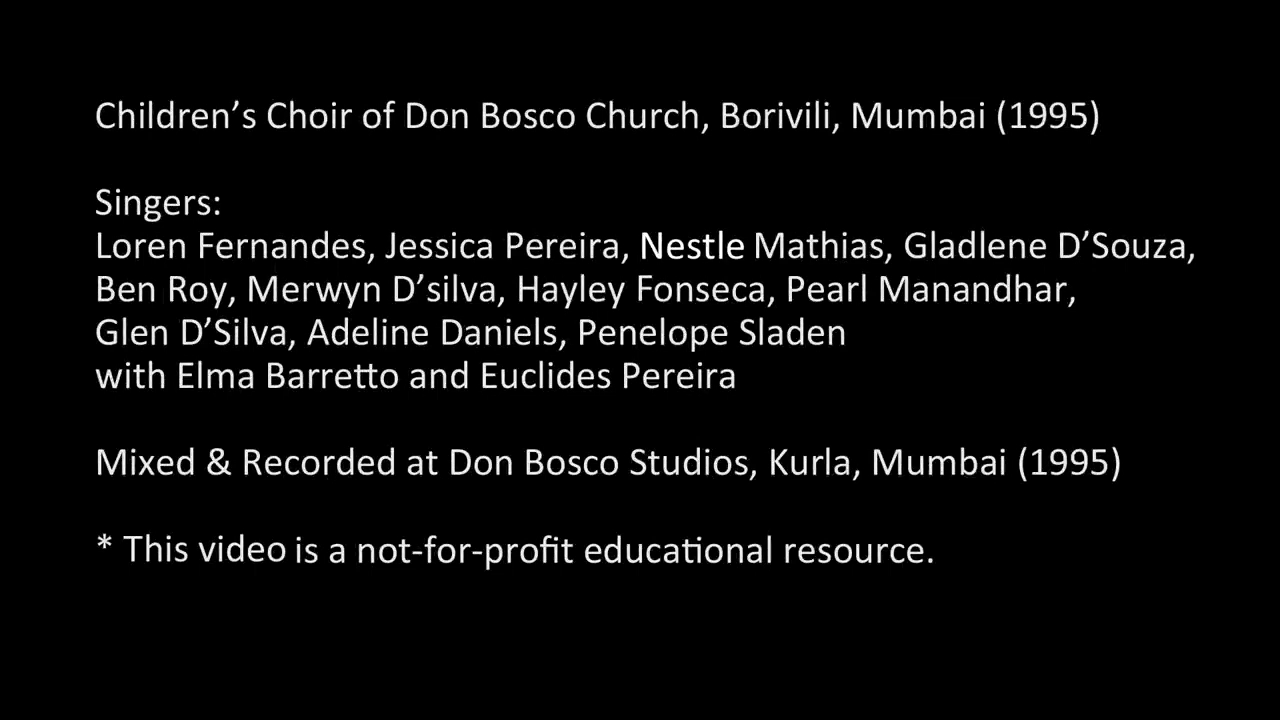 Children’s Choir of Don Bosco Church, Borivili, Mumbai (1995)
Singers:
Loren Fernandes, Jessica Pereira, Nestle Mathias, Gladlene D’Souza,
Ben Roy, Merwyn D’silva, Hayley Fonseca, Pearl Manandhar,
Glen D’Silva, Adeline Daniels, Penelope Sladen
with Elma Barretto and Euclides Pereira
Mixed & Recorded at Don Bosco Studios, Kurla, Mumbai (1995)
* This video is a not-for-profit educational resource.